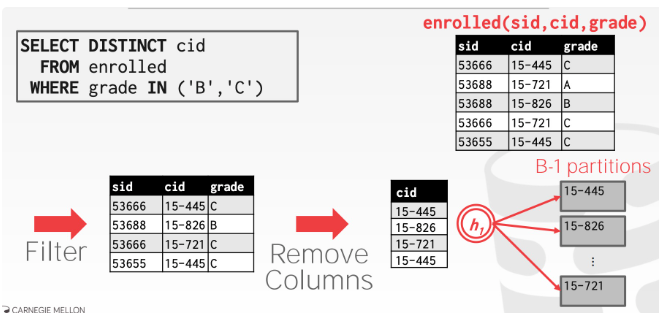 enrolled(sid,cid,grade)
SELECT DISTINCT cid
FROM enrolled
WHERE grade IN ('B','C')
sid cid grade
53666 15-445 C
53688 15-721 A
53688 15-826 B
53666 15-721 C
53655 15-445 C
B-1 partitions
Filter
sid cid grade
53666 15-445 C
53688 15-826 B
53666 15-721 C
53655 15-445 C
Remove
Columns
cid
15-445
15-826
15-721
15-445
h₁
15-445
15-826
⋮
15-721
CARNEGIE MELLON